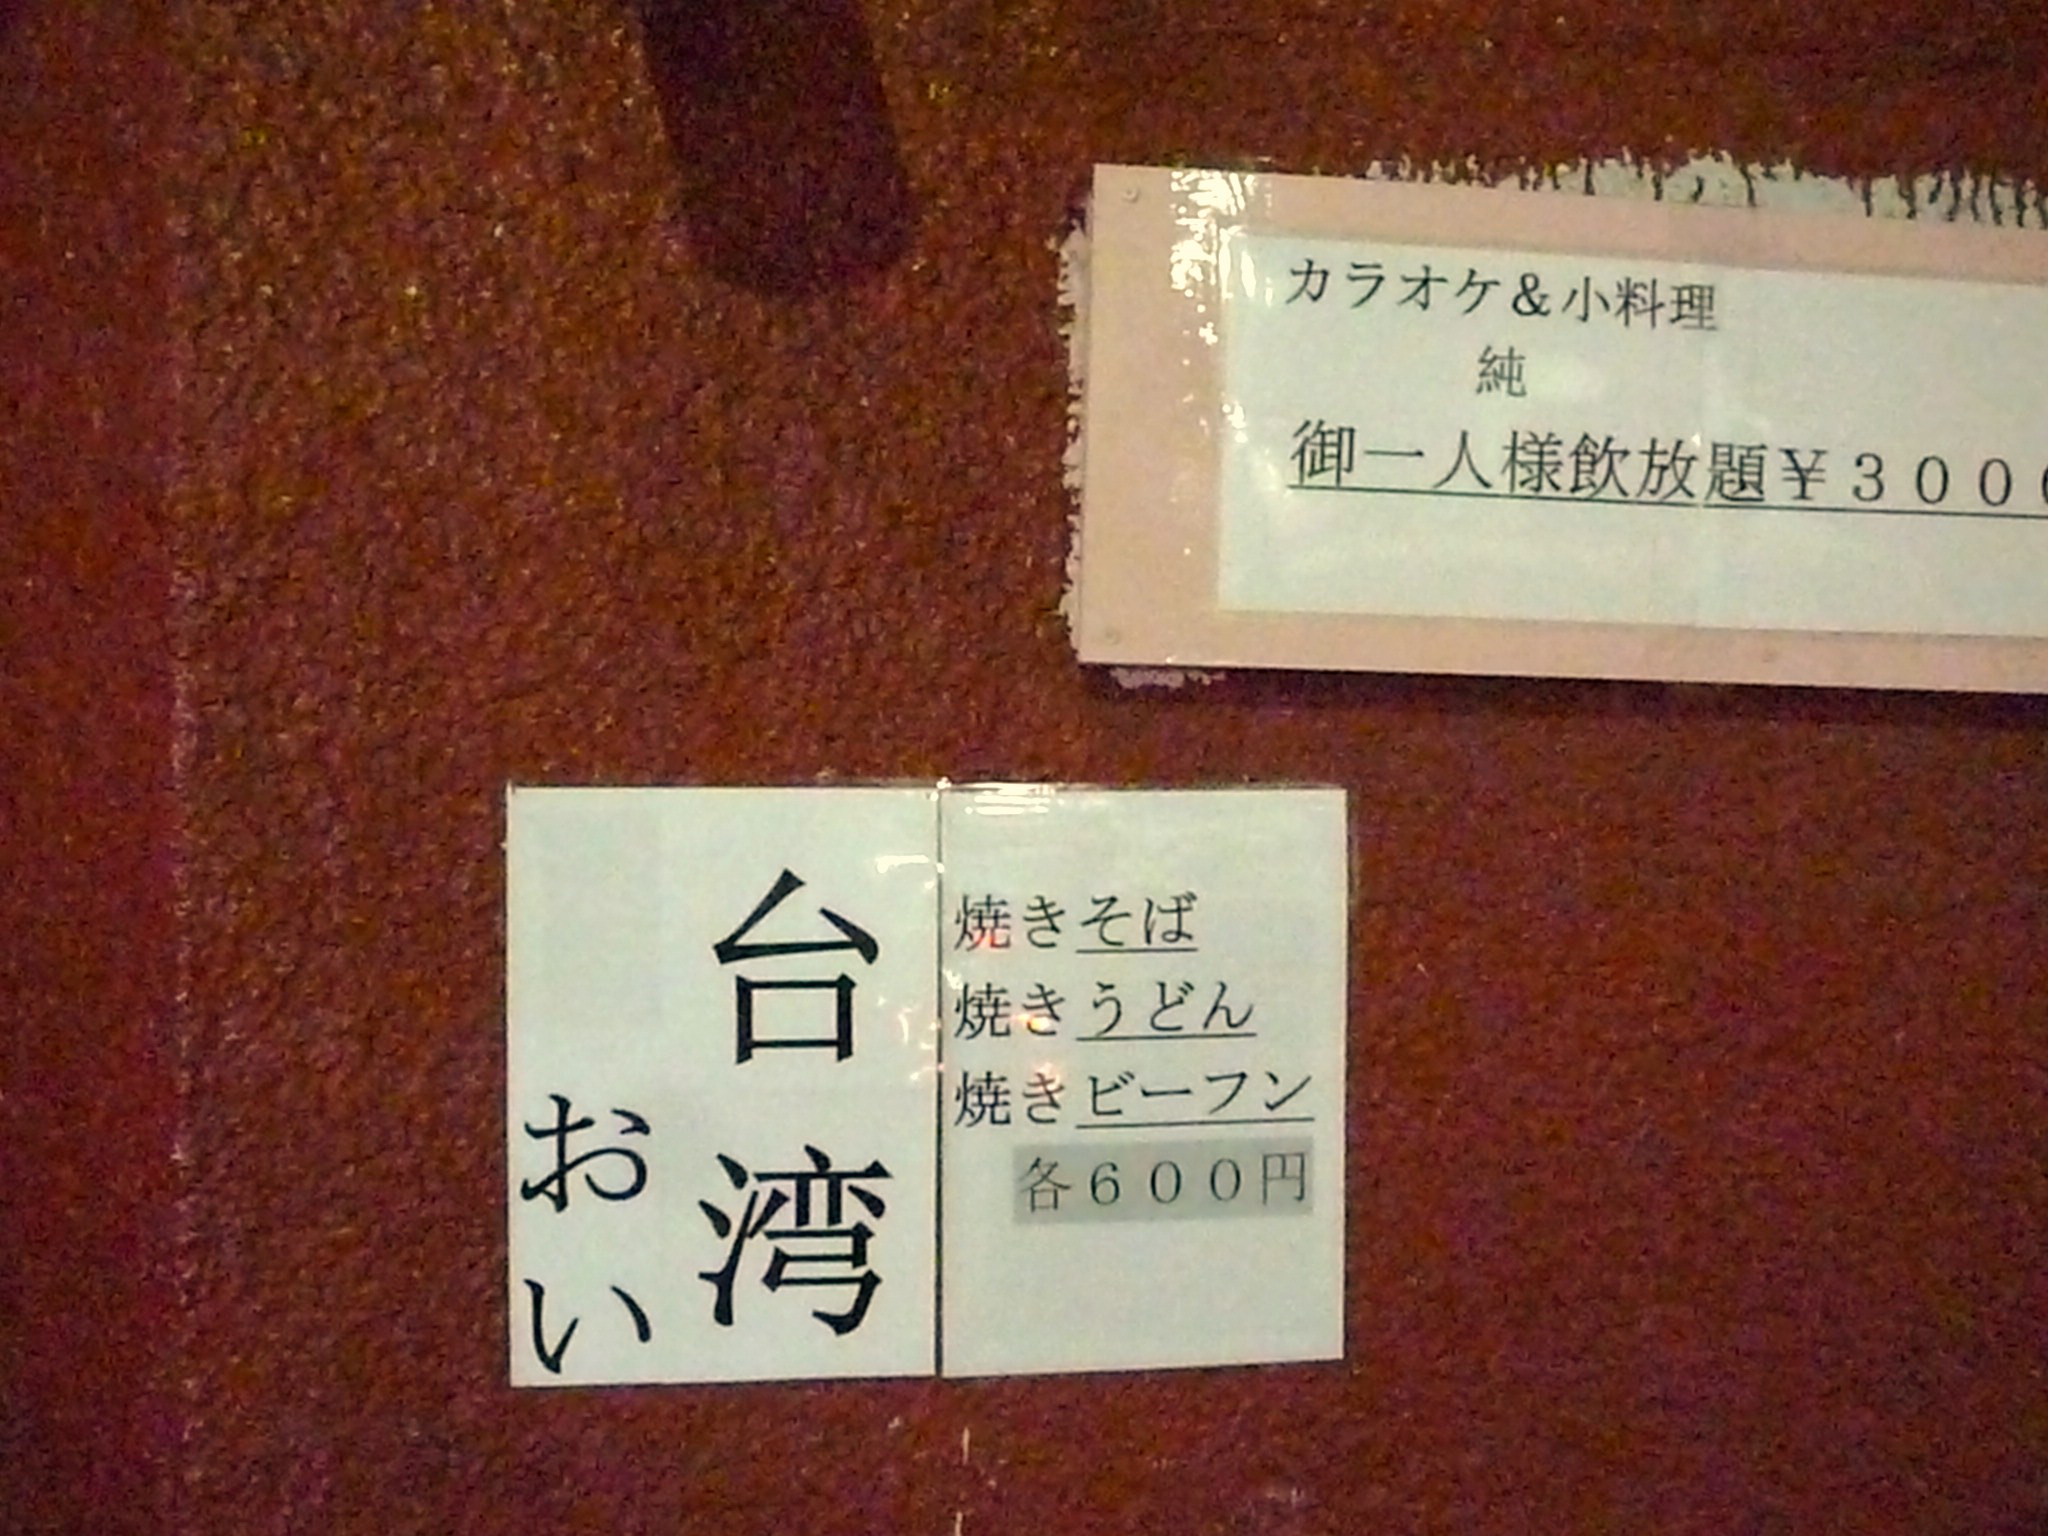 カラオケ&小料理
純
御一人様飲放題¥3000
台湾
おい
焼きそば
焼きうどん
焼きビーフン
各600円